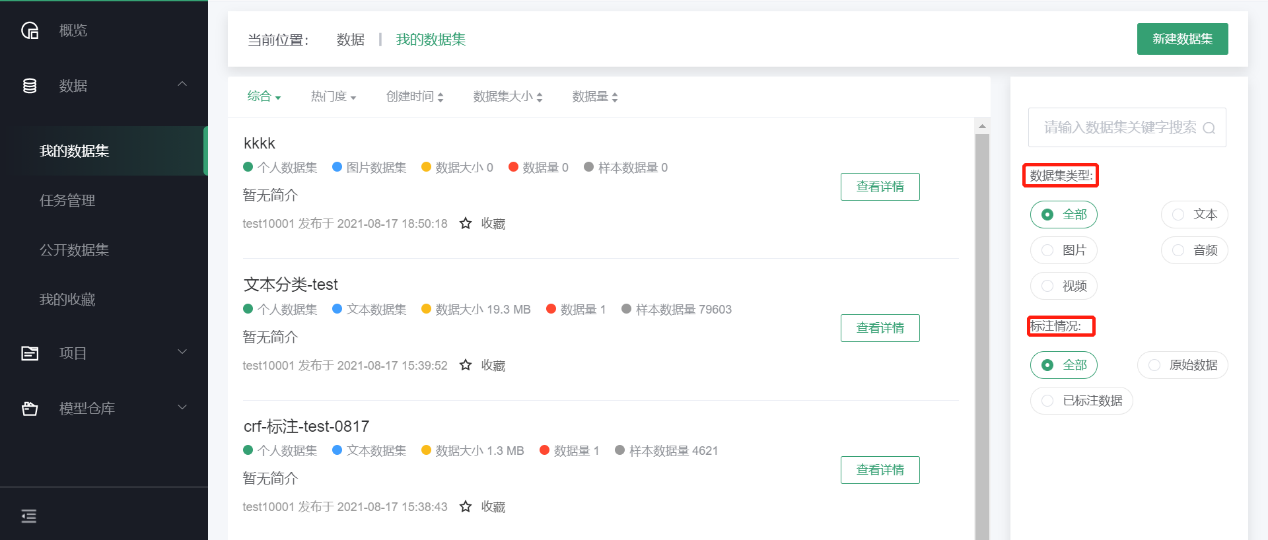 概览
数据
我的数据集
任务管理
公开数据集
我的收藏
项目
模型仓库
当前位置： 数据 | 我的数据集
新建数据集
综合 热门度 创建时间 数据集大小 数据量
kkkk
个人数据集 图片数据集 数据大小 0 数据量 0 样本数据量 0
暂无简介
查看详情
test10001 发布于 2021-08-17 18:50:18 收藏
文本分类-test
个人数据集 文本数据集 数据大小 19.3 MB 数据量 1 样本数据量 79603
暂无简介
查看详情
test10001 发布于 2021-08-17 15:39:52 收藏
crf-标注-test-0817
个人数据集 文本数据集 数据大小 1.3 MB 数据量 1 样本数据量 4621
暂无简介
查看详情
test10001 发布于 2021-08-17 15:38:43 收藏
请输入数据集关键字搜索
数据集类型:
全部 文本
图片 音频
视频
标注情况:
全部 原始数据
已标注数据